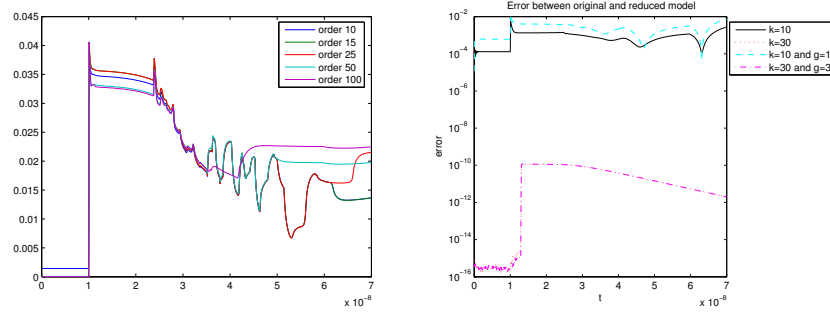 0.045
0.04
0.035
0.03
0.025
0.02
0.015
0.01
0.005
0
0 1 2 3 4 5 6 7
x 10^-8
order 10
order 15
order 25
order 50
order 100
Error between original and reduced model
10^-2
10^-4
10^-6
10^-8
10^-10
10^-12
10^-14
10^-16
error
0 1 2 3 4 5 6 7
t
x 10^-8
k=10
k=30
k=10 and g=1
k=30 and g=3